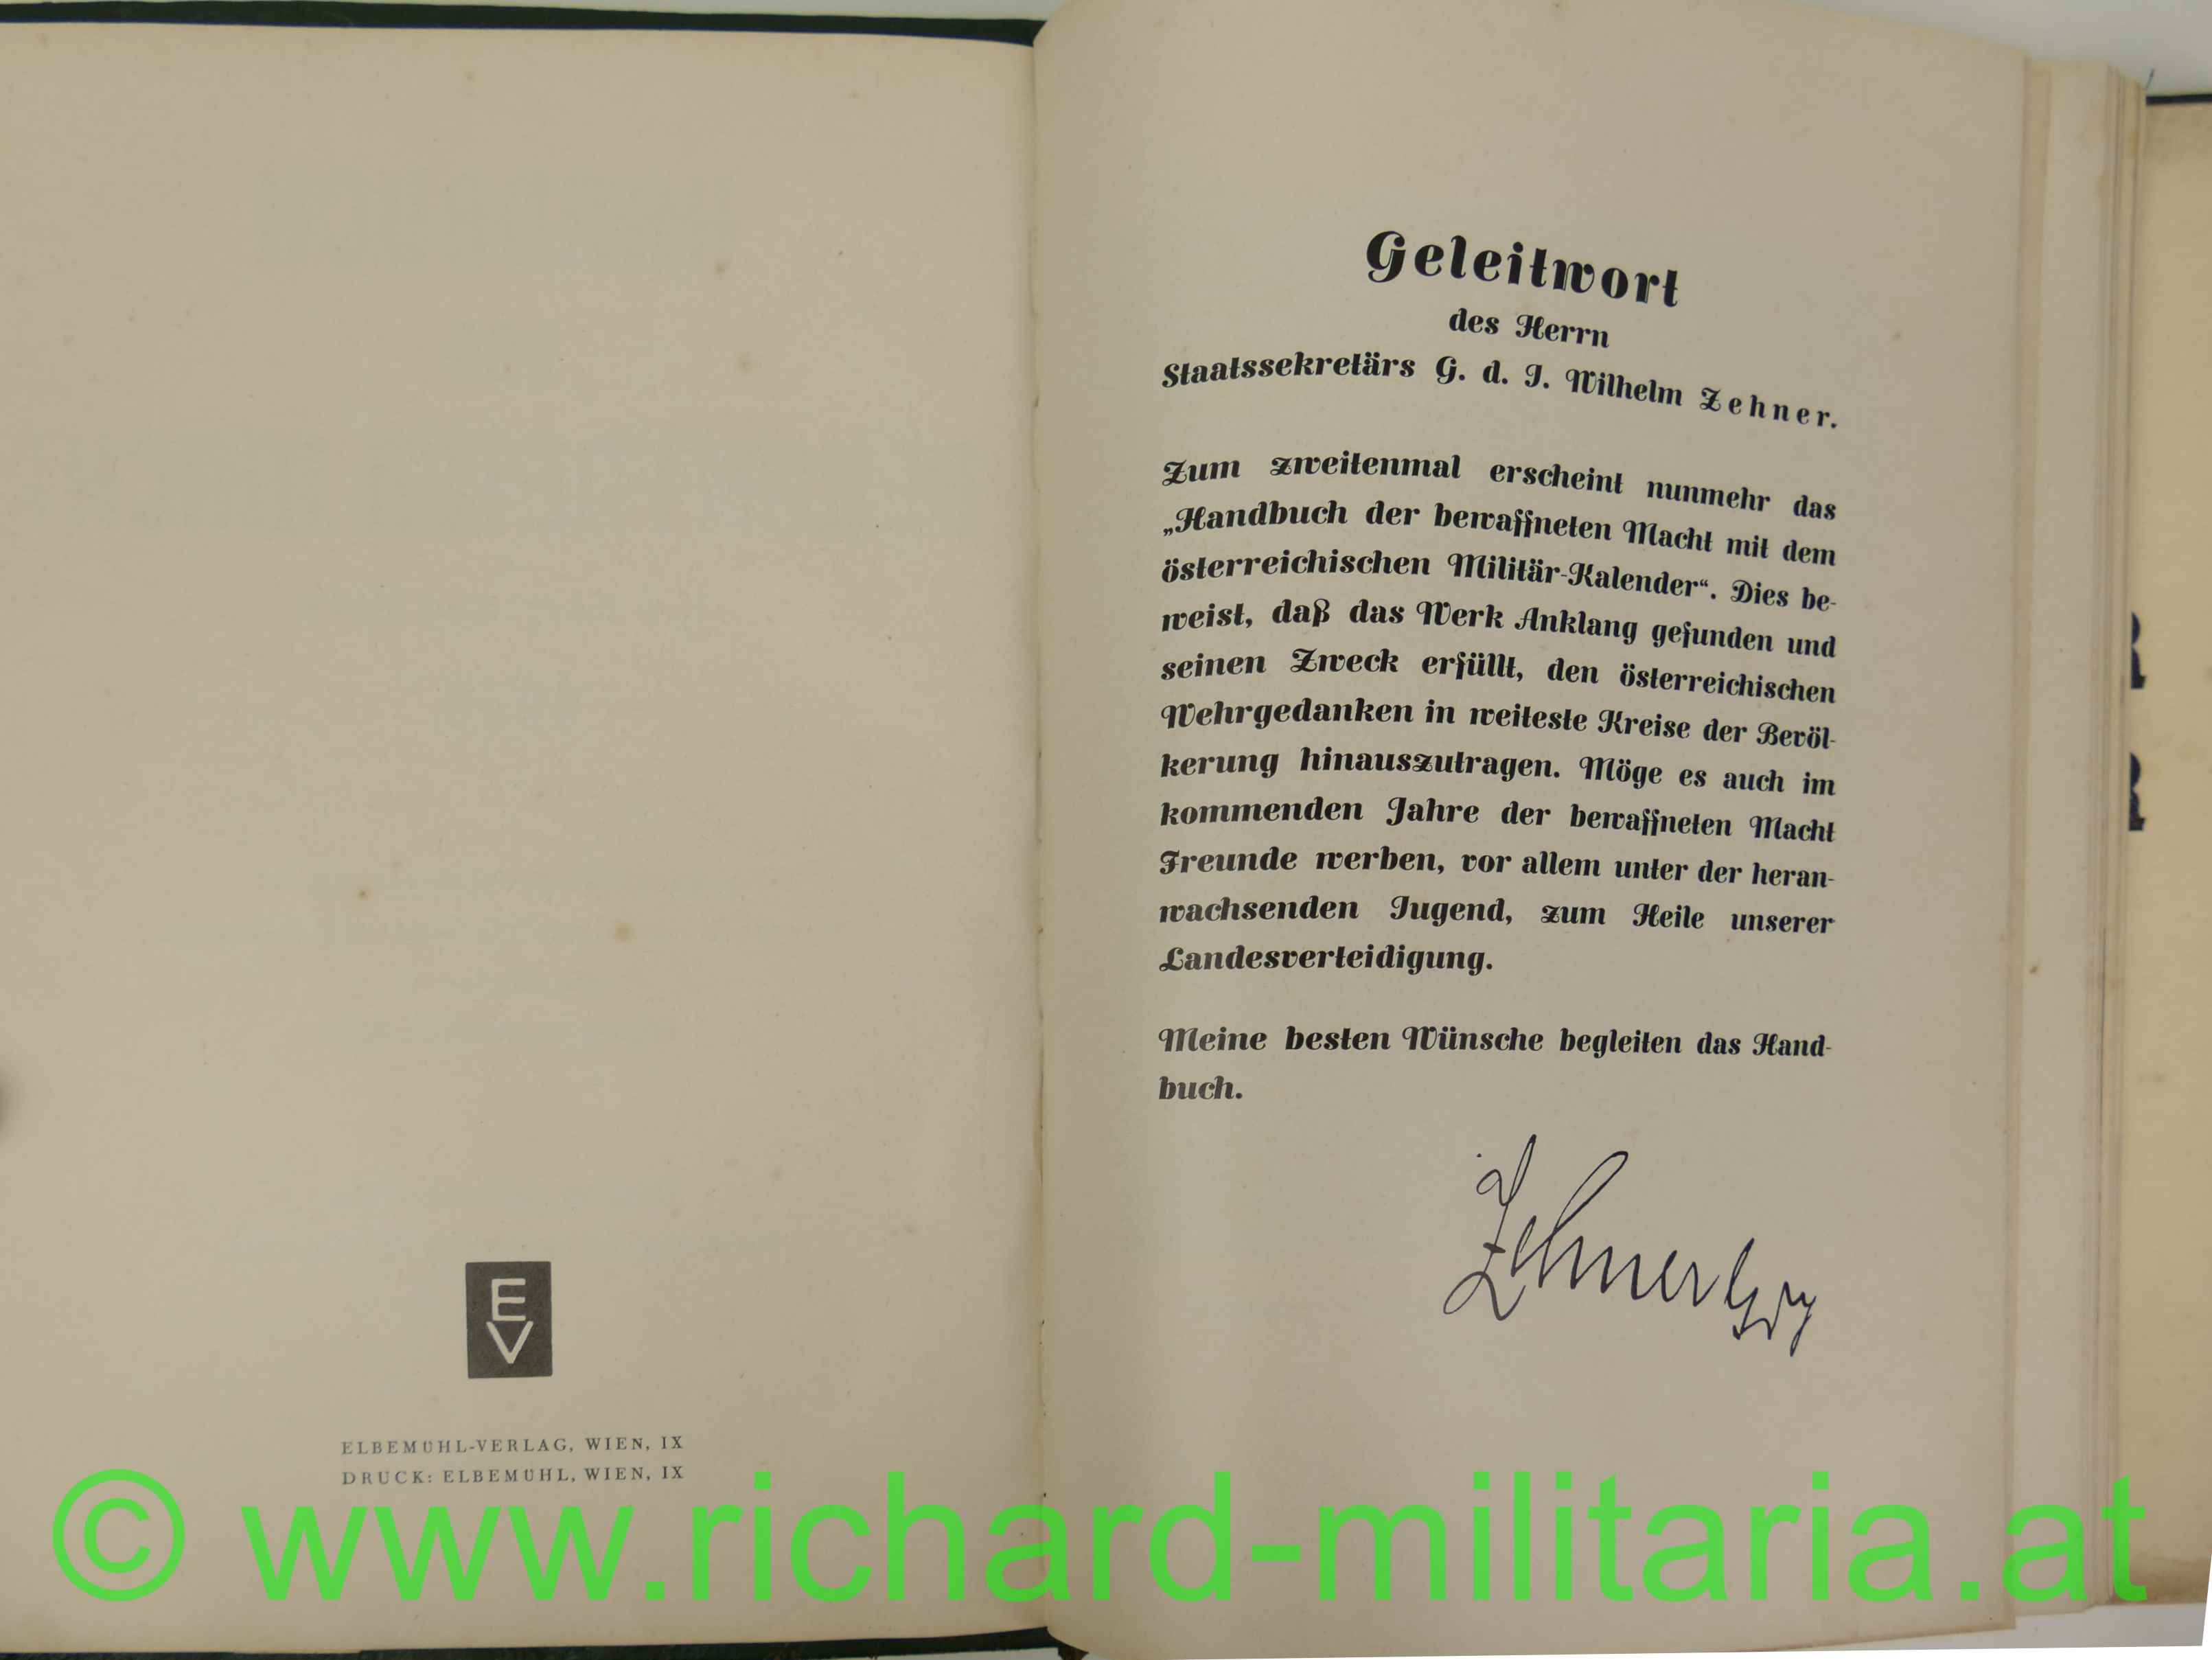 E
V
ELBEMÜHL-VERLAG, WIEN, IX
DRUCK: ELBEMÜHL, WIEN, IX
Geleitwort
des Herrn
Staatssekretärs G. d. I. Wilhelm Zehner.
Zum zweitenmal erscheint nunmehr das
„Handbuch der bewaffneten Macht mit dem
österreichischen Militär-Kalender“. Dies be-
weist, daß das Werk Anklang gefunden und
seinen Zweck erfüllt, den österreichischen
Wehrgedanken in weiteste Kreise der Bevöl-
kerung hinauszutragen. Möge es auch im
kommenden Jahre der bewaffneten Macht
Freunde werben, vor allem unter der heran-
wachsenden Jugend, zum Heile unserer
Landesverteidigung.
Meine besten Wünsche begleiten das Hand-
buch.
Zehner
© www.richard-militaria.at